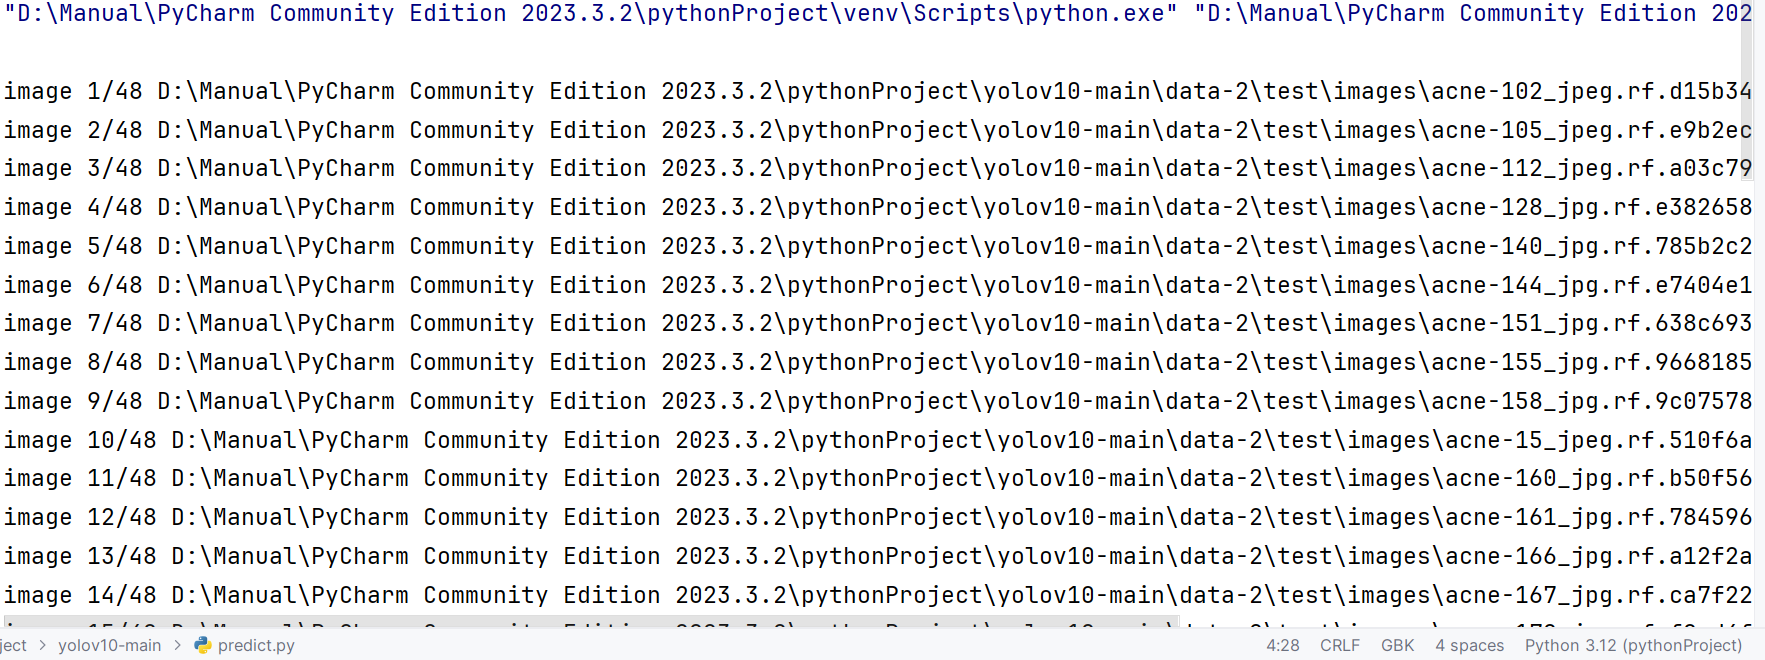 "D:\Manual\PyCharm Community Edition 2023.3.2\pythonProject\venv\Scripts\python.exe" "D:\Manual\PyCharm Community Edition 202
image 1/48 D:\Manual\PyCharm Community Edition 2023.3.2\pythonProject\yolov10-main\data-2\test\images\acne-102_jpeg.rf.d15b34
image 2/48 D:\Manual\PyCharm Community Edition 2023.3.2\pythonProject\yolov10-main\data-2\test\images\acne-105_jpeg.rf.e9b2ec
image 3/48 D:\Manual\PyCharm Community Edition 2023.3.2\pythonProject\yolov10-main\data-2\test\images\acne-112_jpeg.rf.a03c79
image 4/48 D:\Manual\PyCharm Community Edition 2023.3.2\pythonProject\yolov10-main\data-2\test\images\acne-128_jpg.rf.e382658
image 5/48 D:\Manual\PyCharm Community Edition 2023.3.2\pythonProject\yolov10-main\data-2\test\images\acne-140_jpg.rf.785b2c2
image 6/48 D:\Manual\PyCharm Community Edition 2023.3.2\pythonProject\yolov10-main\data-2\test\images\acne-144_jpg.rf.e7404e1
image 7/48 D:\Manual\PyCharm Community Edition 2023.3.2\pythonProject\yolov10-main\data-2\test\images\acne-151_jpg.rf.638c693
image 8/48 D:\Manual\PyCharm Community Edition 2023.3.2\pythonProject\yolov10-main\data-2\test\images\acne-155_jpg.rf.9668185
image 9/48 D:\Manual\PyCharm Community Edition 2023.3.2\pythonProject\yolov10-main\data-2\test\images\acne-158_jpg.rf.9c07578
image 10/48 D:\Manual\PyCharm Community Edition 2023.3.2\pythonProject\yolov10-main\data-2\test\images\acne-15_jpeg.rf.510f6a
image 11/48 D:\Manual\PyCharm Community Edition 2023.3.2\pythonProject\yolov10-main\data-2\test\images\acne-160_jpg.rf.b50f56
image 12/48 D:\Manual\PyCharm Community Edition 2023.3.2\pythonProject\yolov10-main\data-2\test\images\acne-161_jpg.rf.784596
image 13/48 D:\Manual\PyCharm Community Edition 2023.3.2\pythonProject\yolov10-main\data-2\test\images\acne-166_jpg.rf.a12f2a
image 14/48 D:\Manual\PyCharm Community Edition 2023.3.2\pythonProject\yolov10-main\data-2\test\images\acne-167_jpg.rf.ca7f22
ject > yolov10-main > predict.py 4:28 CRLF GBK 4 spaces Python 3.12 (pythonProject)